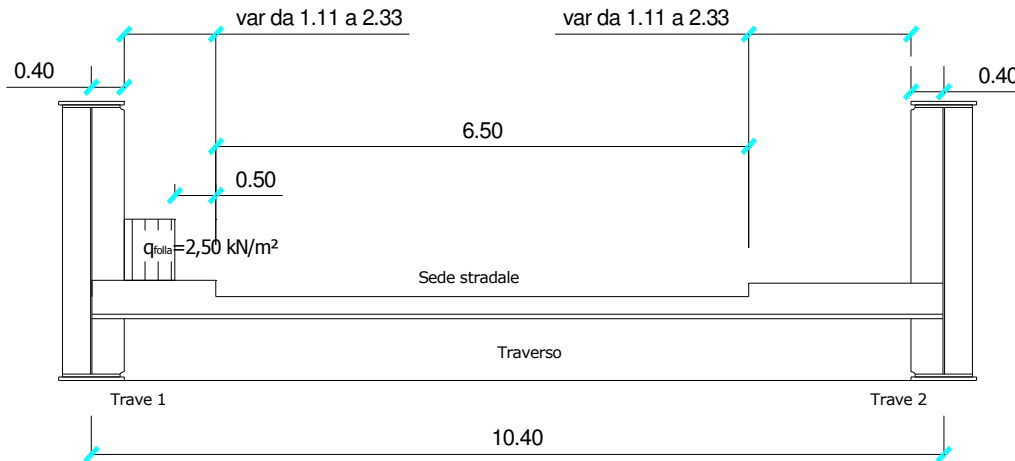 var da 1.11 a 2.33
var da 1.11 a 2.33
0.40
0.40
6.50
0.50
qfolla=2,50 kN/m²
Sede stradale
Traverso
Trave 1
Trave 2
10.40